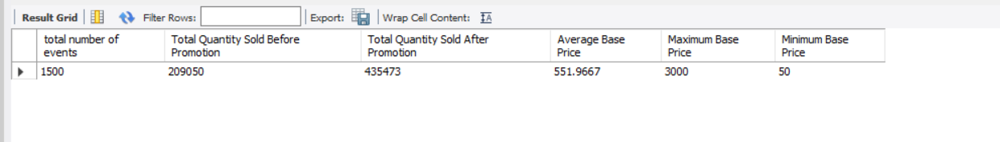 Result Grid Filter Rows: Export: Wrap Cell Content: IA
total number of events Total Quantity Sold Before Promotion Total Quantity Sold After Promotion Average Base Price Maximum Base Price Minimum Base Price
1500 209050 435473 551.9667 3000 50